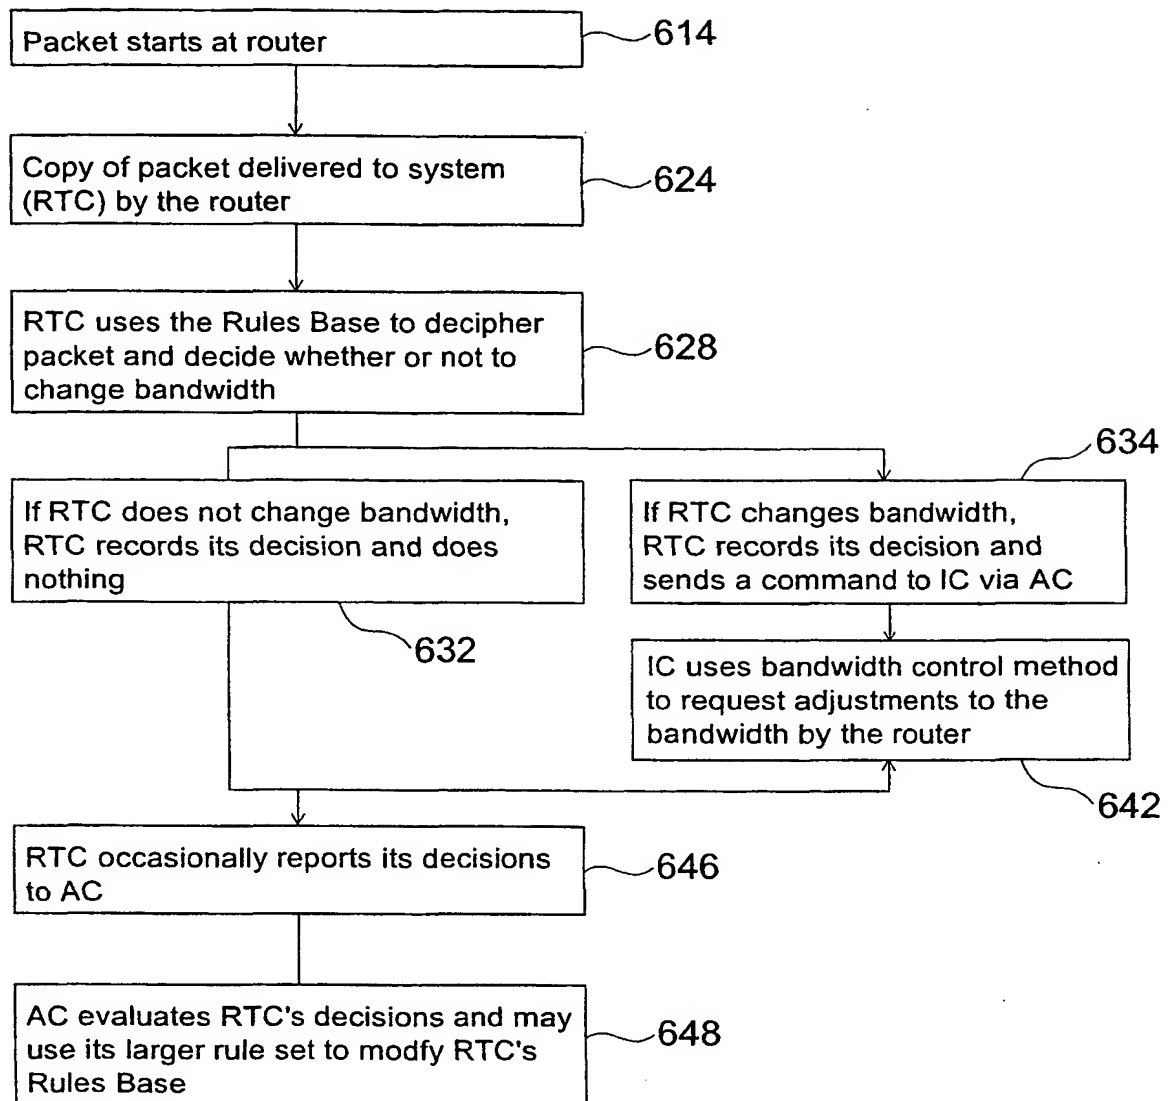 Packet starts at router
614
Copy of packet delivered to system
(RTC) by the router
624
RTC uses the Rules Base to decipher
packet and decide whether or not to
change bandwidth
628
634
If RTC does not change bandwidth,
RTC records its decision and does
nothing
632
If RTC changes bandwidth,
RTC records its decision and
sends a command to IC via AC
IC uses bandwidth control method
to request adjustments to the
bandwidth by the router
642
RTC occasionally reports its decisions
to AC
646
AC evaluates RTC's decisions and may
use its larger rule set to modfy RTC's
Rules Base
648